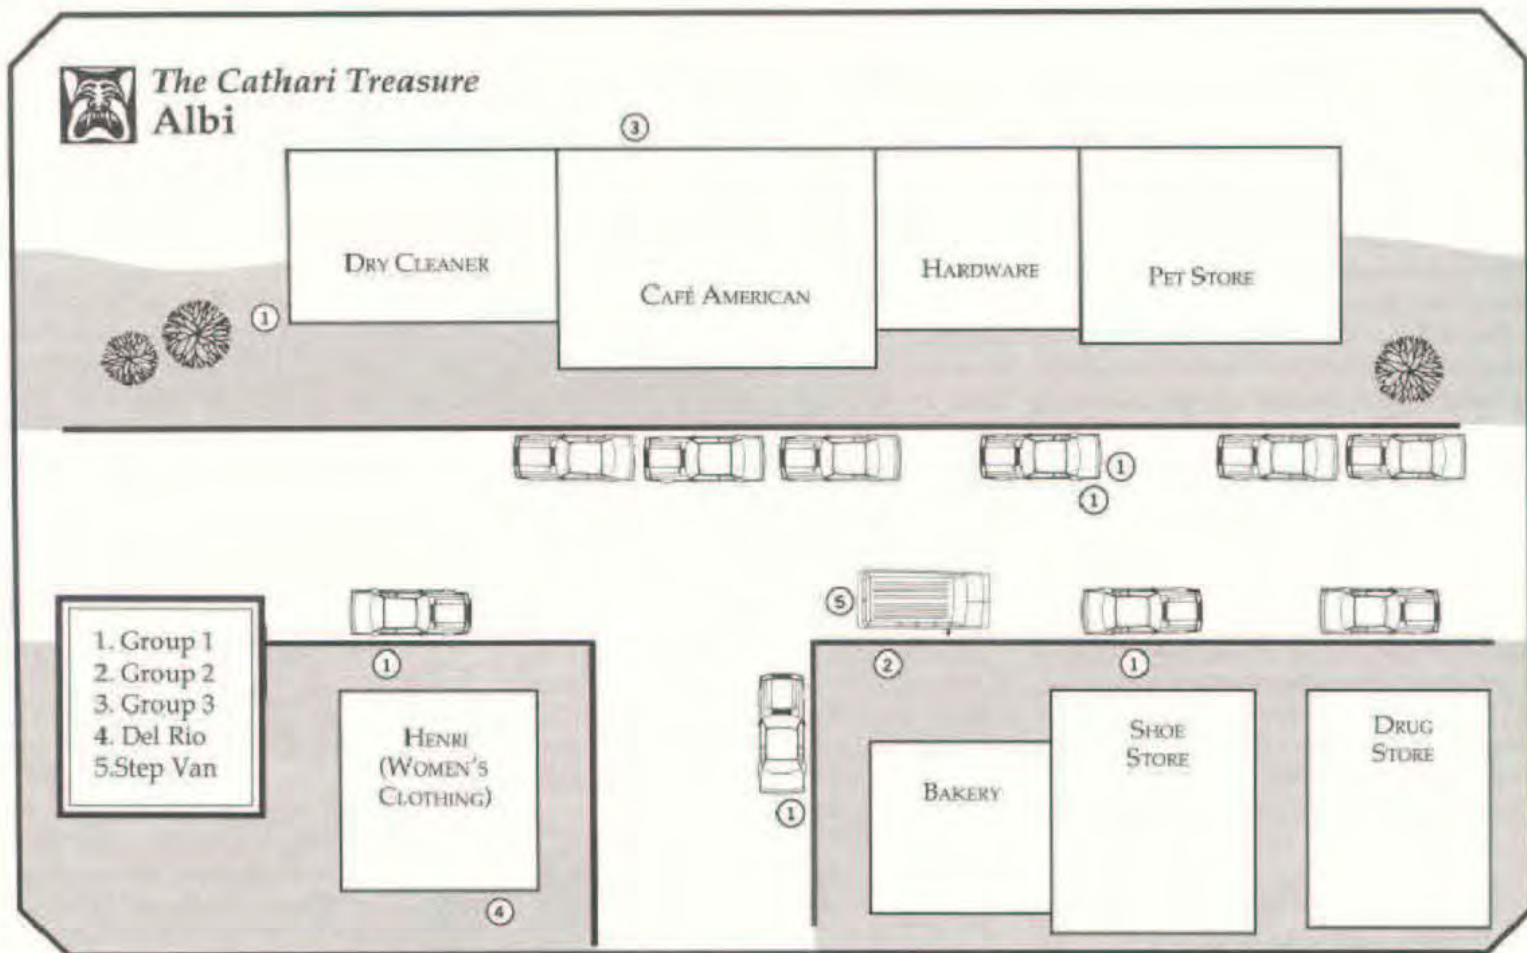 The Cathari Treasure
Albi
3
DRY CLEANER
CAFÉ AMERICAN
HARDWARE
PET STORE
1
1
1
5
1. Group 1
2. Group 2
3. Group 3
4. Del Rio
5.Step Van
1
2
1
HENRI
(WOMEN'S
CLOTHING)
SHOE
STORE
DRUG
STORE
BAKERY
1
4